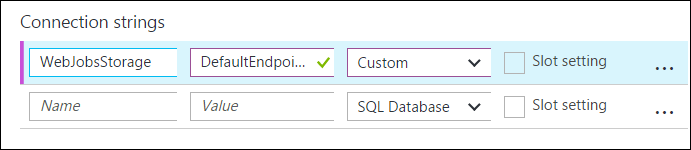 Connection strings
WebJobsStorage DefaultEndpoi... Custom Slot setting ...
Name Value SQL Database Slot setting ...